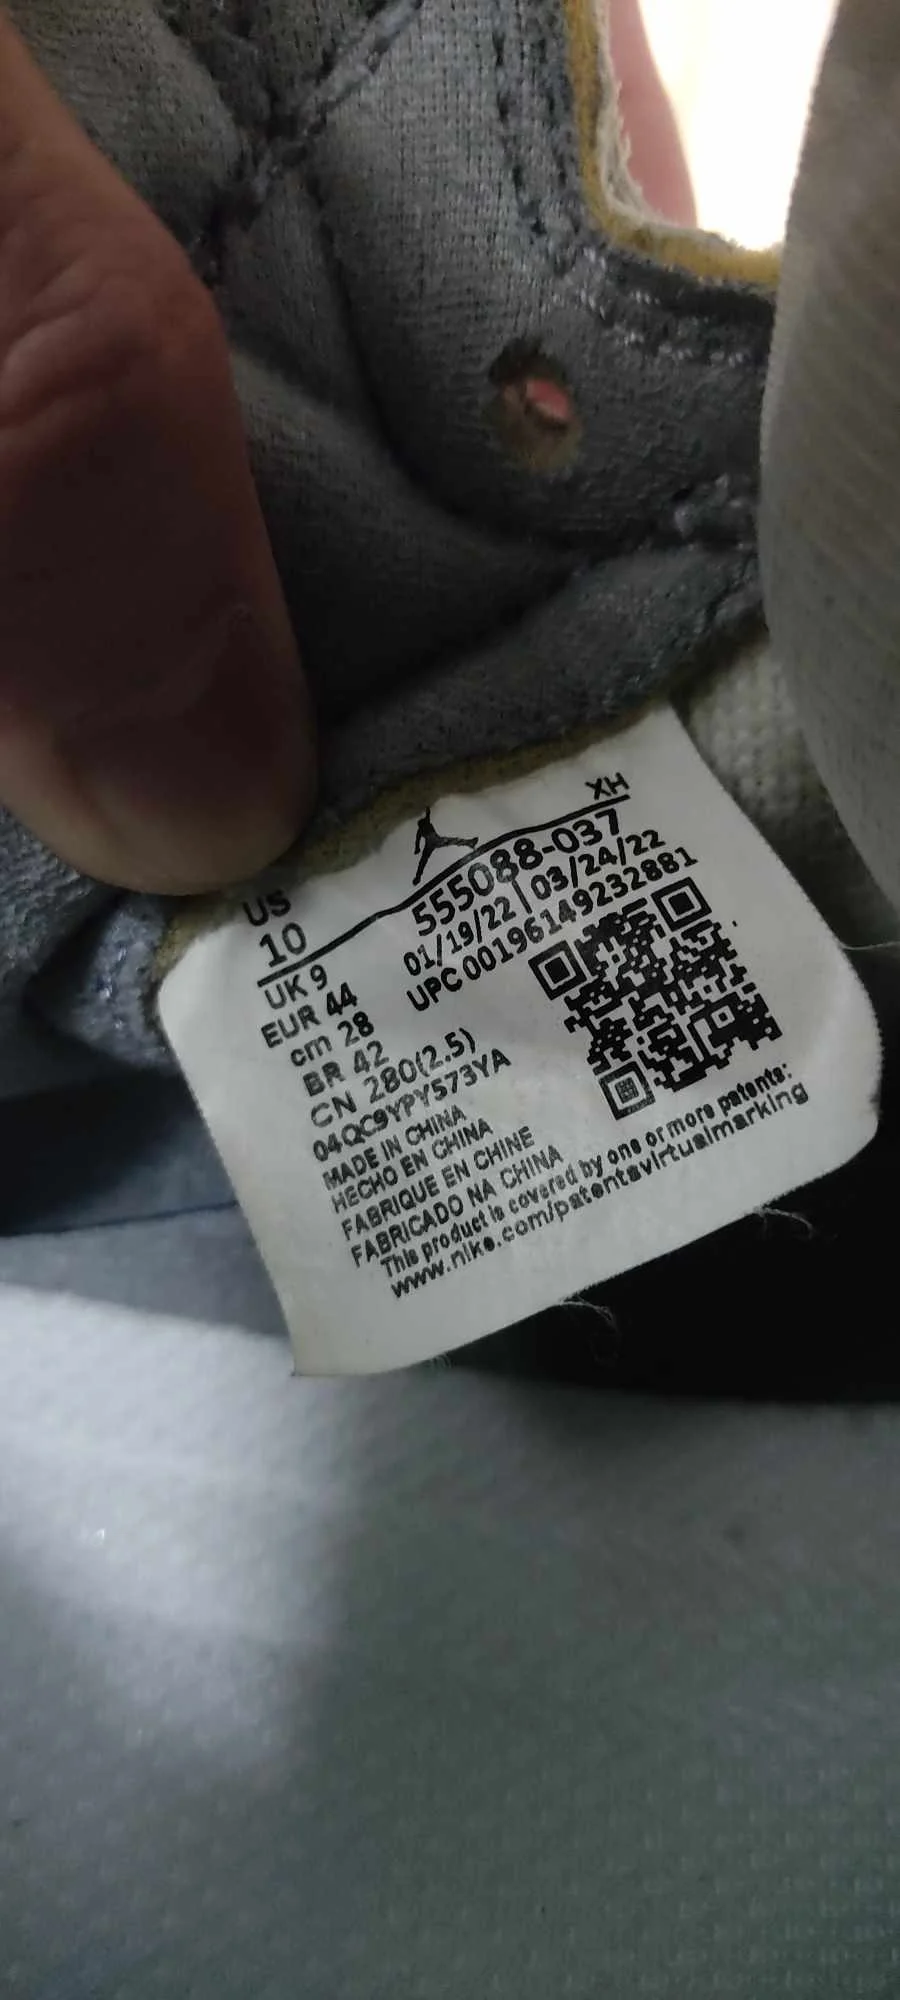 XH
US
10
555088-037
01/19/22 | 03/24/22
UPC 00196149232881
UK 9
EUR 44
cm 28
BR 42
CN 280(2.5)
04QC9YPY573YA
MADE IN CHINA
HECHO EN CHINA
FABRIQUE EN CHINE
FABRICADO NA CHINA
This product is covered by one or more patents:
www.nike.com/patentsvirtualmarking